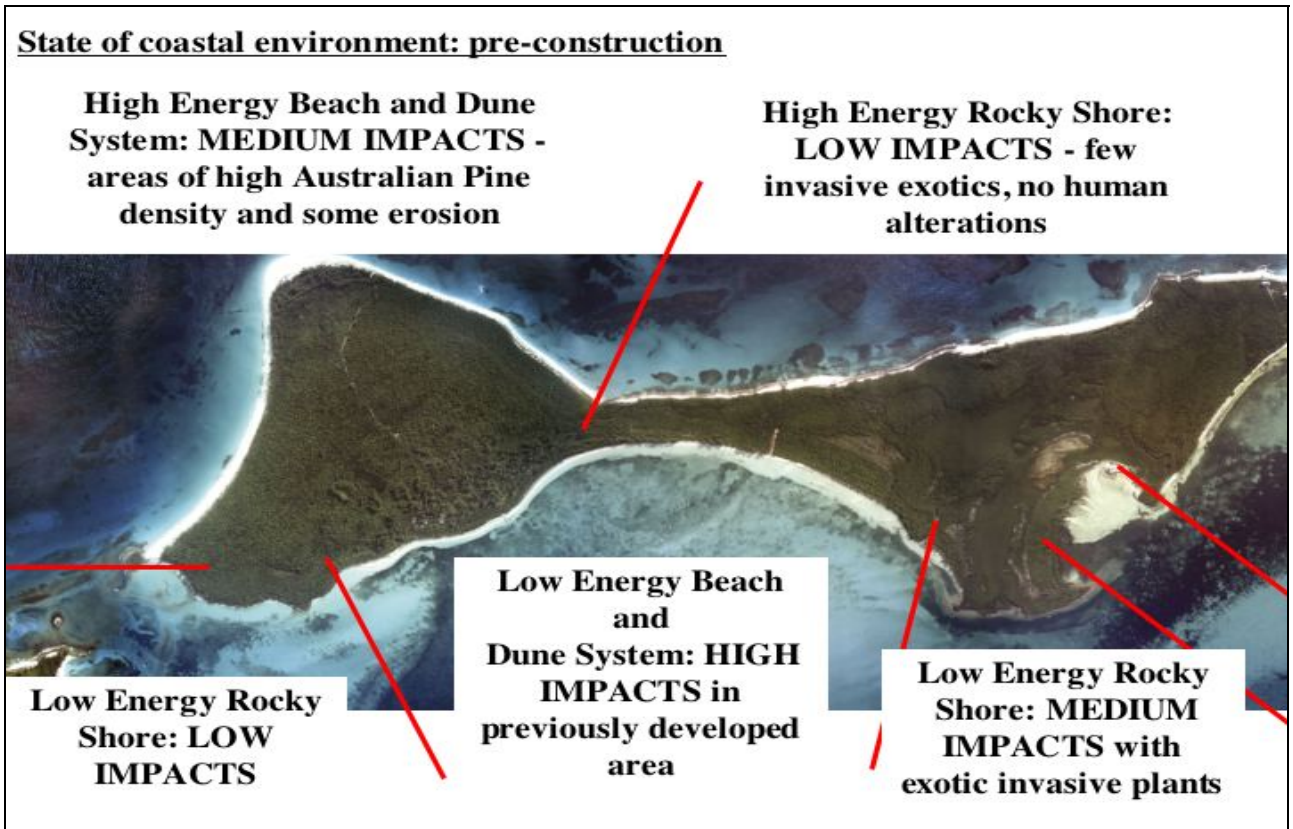 State of coastal environment: pre-construction
High Energy Beach and Dune
System: MEDIUM IMPACTS -
areas of high Australian Pine
density and some erosion
High Energy Rocky Shore:
LOW IMPACTS - few
invasive exotics, no human
alterations
Low Energy Rocky
Shore: LOW
IMPACTS
Low Energy Beach
and
Dune System: HIGH
IMPACTS in
previously developed
area
Low Energy Rocky
Shore: MEDIUM
IMPACTS with
exotic invasive plants